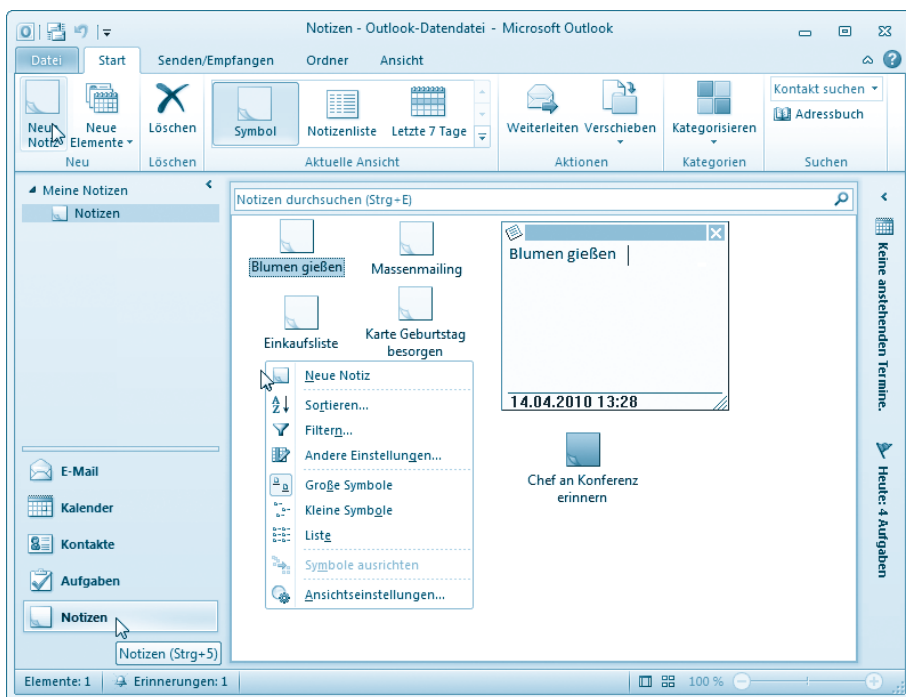 Notizen - Outlook-Datendatei - Microsoft Outlook
Datei Start Senden/Empfangen Ordner Ansicht
Neue Notiz
Neue Elemente
Löschen
Symbol
Notizenliste
Letzte 7 Tage
Weiterleiten
Verschieben
Kategorisieren
Kontakt suchen
Adressbuch
Neu Löschen Aktuelle Ansicht Aktionen Kategorien Suchen
Meine Notizen
Notizen
Notizen durchsuchen (Strg+E)
Blumen gießen
Massenmailing
Einkaufsliste
Karte Geburtstag
besorgen
Blumen gießen
14.04.2010 13:28
Chef an Konferenz
erinnern
Neue Notiz
Sortieren...
Filtern...
Andere Einstellungen...
Große Symbole
Kleine Symbole
Liste
Symbole ausrichten
Ansichtseinstellungen...
Keine anstehenden Termine.
Heute: 4 Aufgaben
E-Mail
Kalender
Kontakte
Aufgaben
Notizen
Notizen (Strg+5)
Elemente: 1 Erinnerungen: 1 100 %